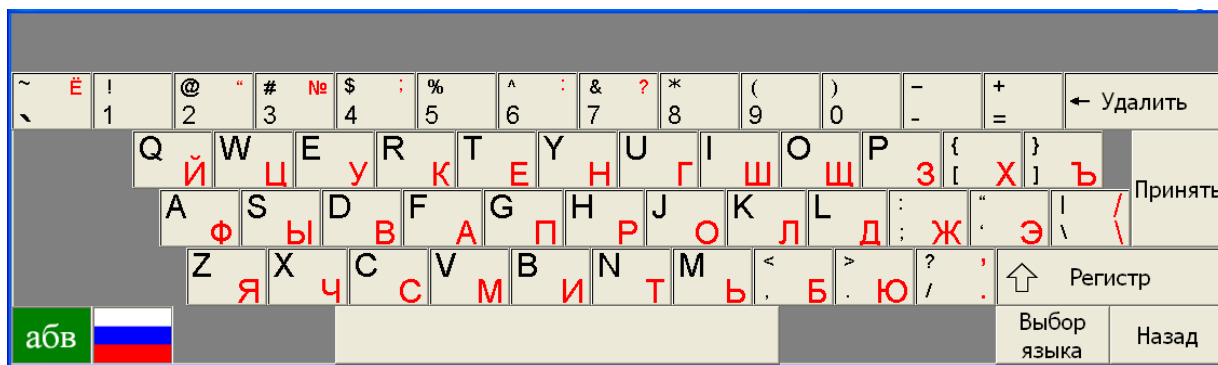 ~ Ё ! @ “ # № $ ; % ^ : & ? * ( ) – + ← Удалить
` 1 2 3 4 5 6 7 8 9 0 - =
Q Й W Ц E У R К T Е Y Н U Г I Ш O Щ P З { [ Х } ] Ъ Принять
A Ф S Ы D В F А G П H Р J О K Л L Д : ; Ж “ ‘ Э | \ / \
Z Я X Ч C С V М B И N Т M Ь < , Б > . Ю ? / , . Регистр
абв Выбор языка Назад